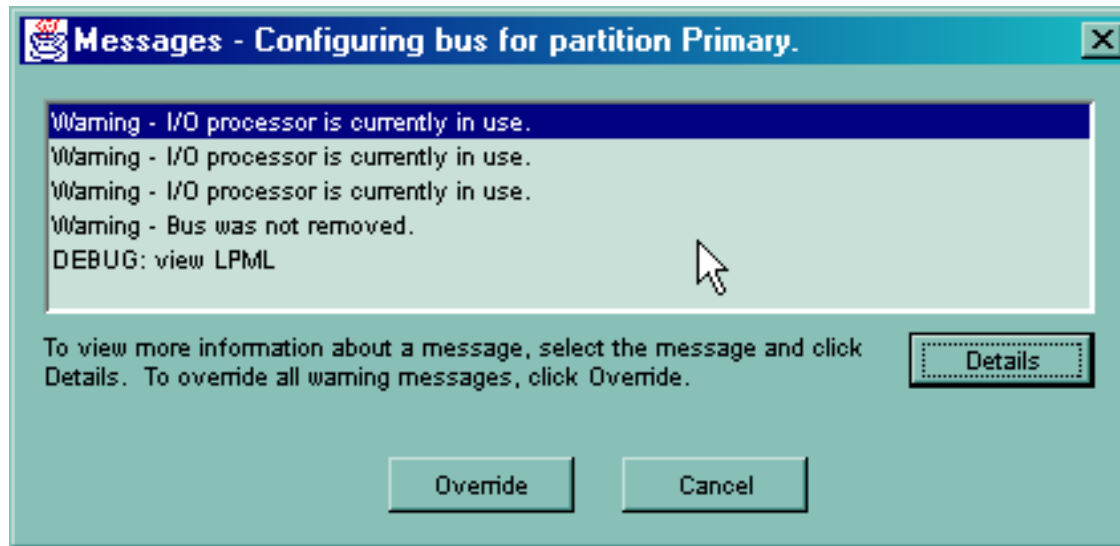 Messages - Configuring bus for partition Primary.
Warning - I/O processor is currently in use.
Warning - I/O processor is currently in use.
Warning - I/O processor is currently in use.
Warning - Bus was not removed.
DEBUG: view LPML
To view more information about a message, select the message and click
Details. To override all warning messages, click Override.
Details
Override
Cancel